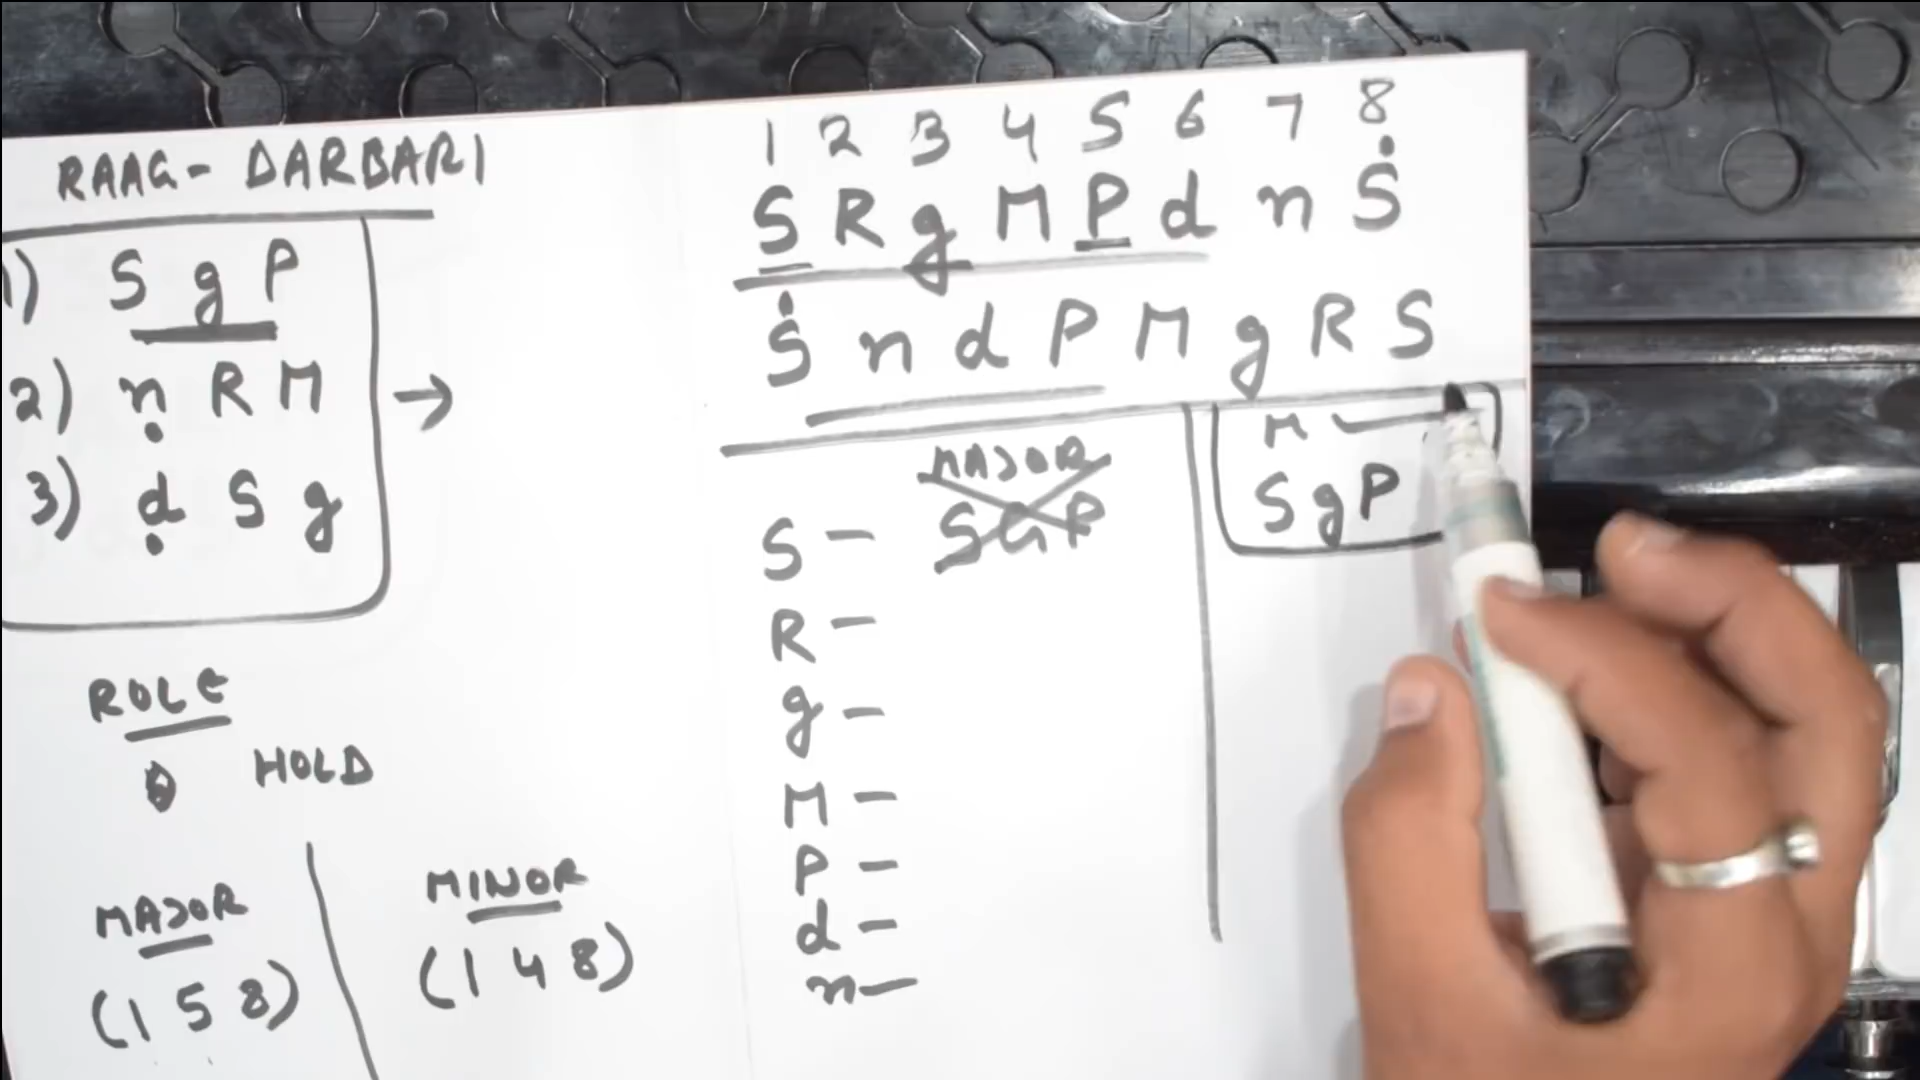 RAAG- DARBARI
1) S g P
2) ṇ R M →
3) ḍ S g
ROLE
HOLD
MAJOR
(1 5 8)
MINOR
(1 4 8)
1 2 3 4 5 6 7 8
S R g M P d n Ṡ
Ṡ n d P M g R S
MAJOR
S - S G P
R -
g -
M -
P -
d -
n -
M -
S g P